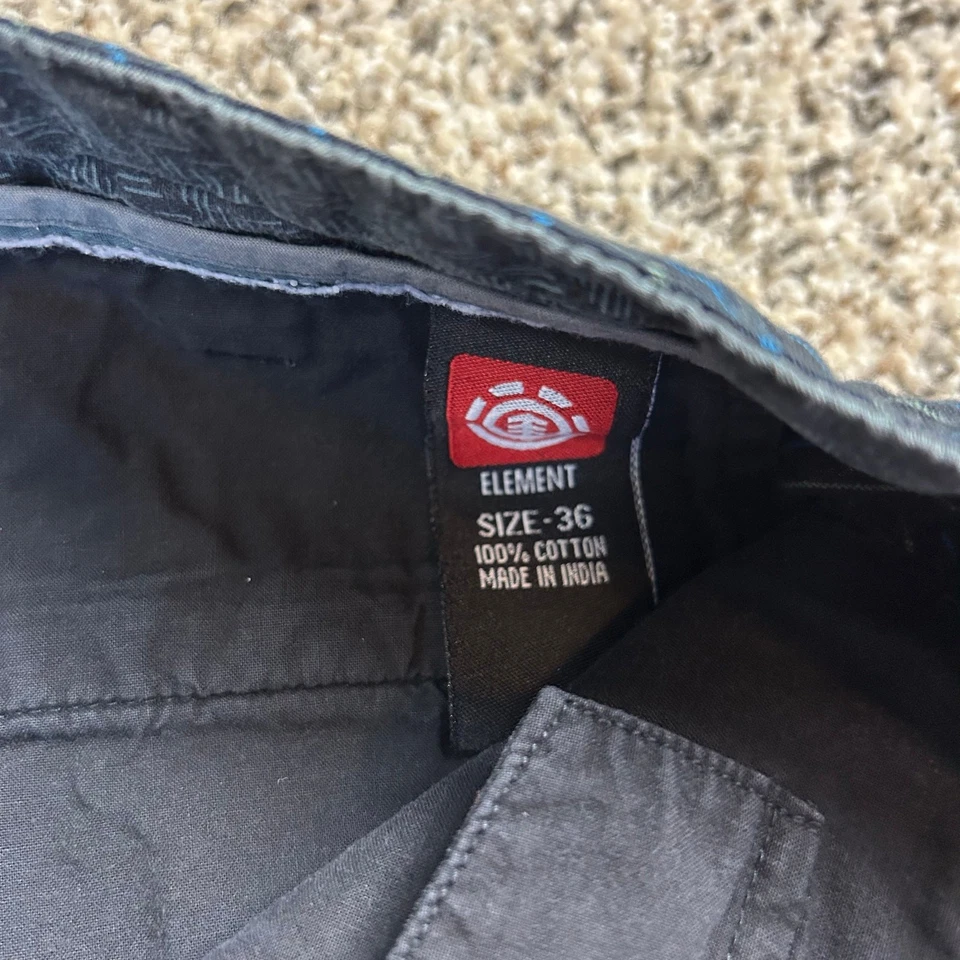 ELEMENT
SIZE-36
100% COTTON
MADE IN INDIA